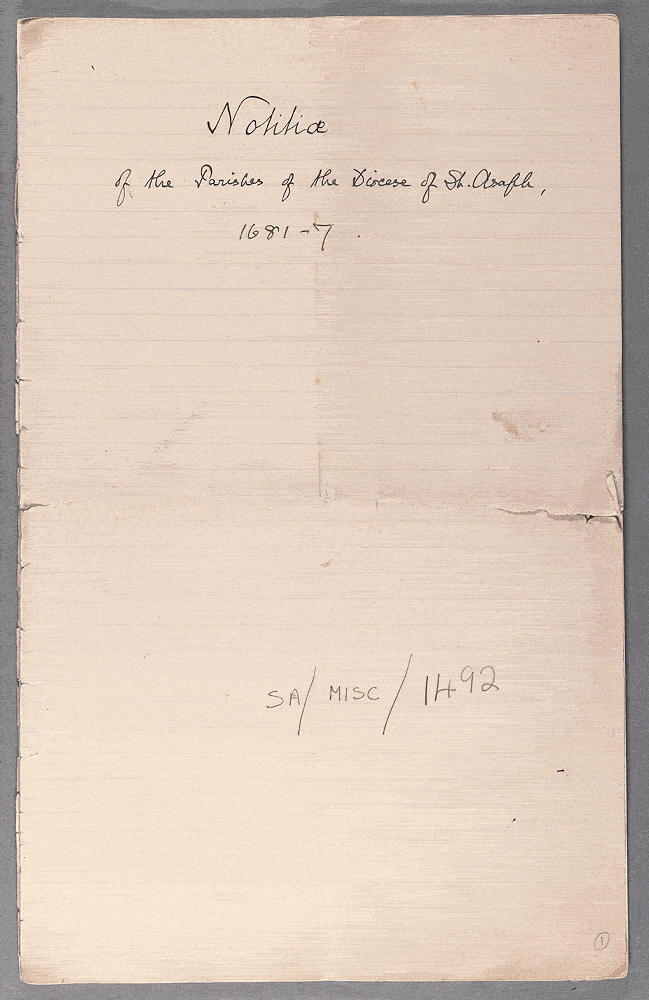 Notitiæ
of the Parishes of the Diocese of St. Asaph,
1681-7.
SA/MISC/1492
1